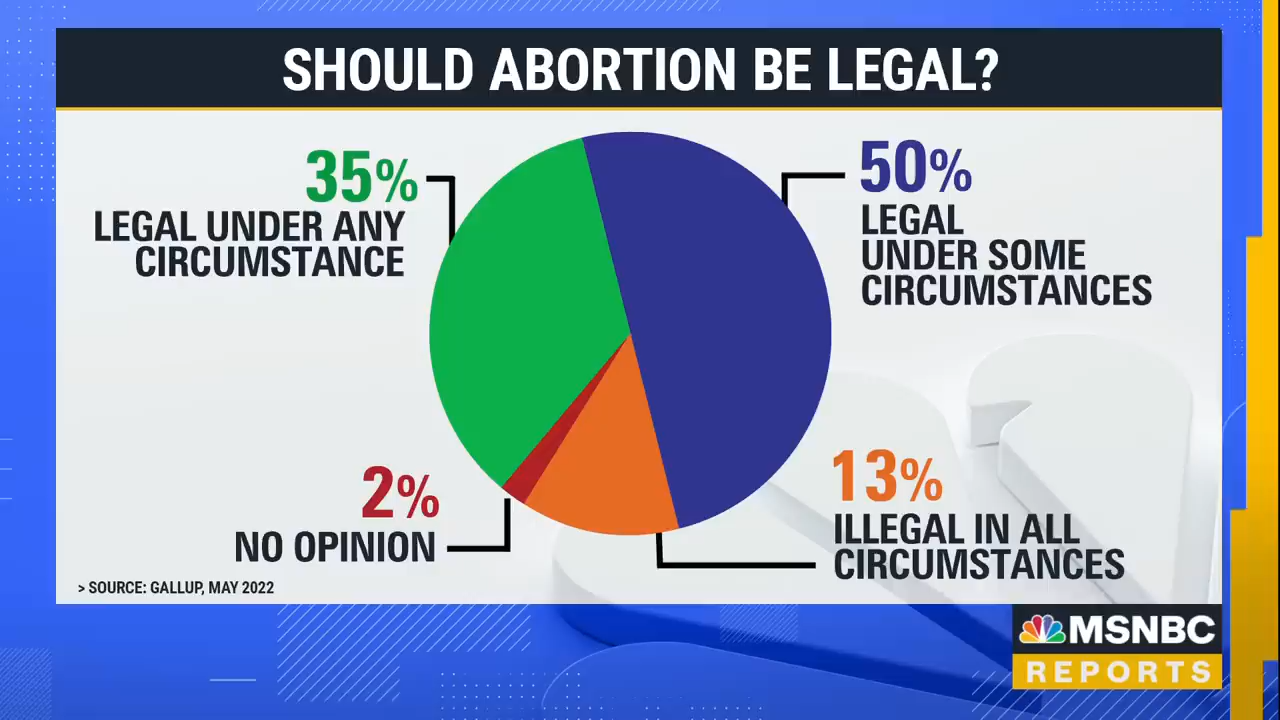 SHOULD ABORTION BE LEGAL?
35%
LEGAL UNDER ANY
CIRCUMSTANCE
50%
LEGAL
UNDER SOME
CIRCUMSTANCES
2%
NO OPINION
13%
ILLEGAL IN ALL
CIRCUMSTANCES
> SOURCE: GALLUP, MAY 2022
MSNBC
REPORTS